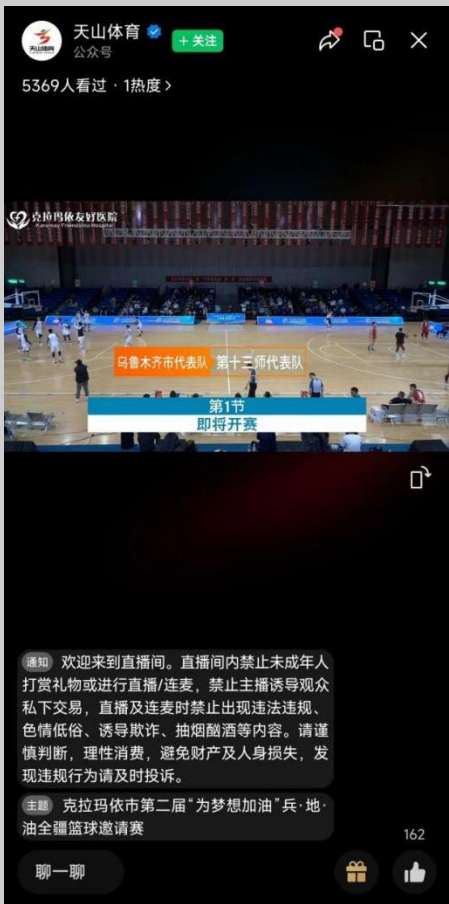 天山体育
公众号
+ 关注
天山体育
5369人看过 · 1热度 >
克拉玛依友好医院
Karamay Friendship Hospital
乌鲁木齐市代表队 第十三师代表队
第1节
即将开赛
通知 欢迎来到直播间。直播间内禁止未成年人
打赏礼物或进行直播/连麦，禁止主播诱导观众
私下交易，直播及连麦时禁止出现违法违规、
色情低俗、诱导欺诈、抽烟酗酒等内容。请谨
慎判断，理性消费，避免财产及人身损失，发
现违规行为请及时投诉。
主题 克拉玛依市第二届“为梦想加油”兵·地·
油全疆篮球邀请赛
162
聊一聊